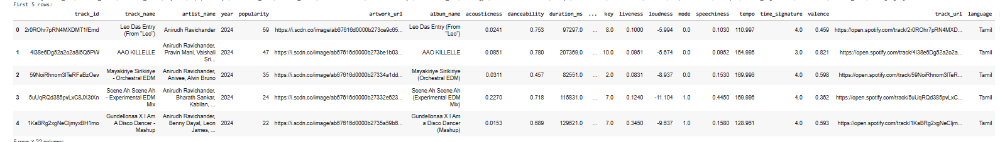 First 5 rows:
track_id track_name artist_name year popularity artwork_url album_name acousticness danceability duration_ms ... key liveness loudness mode speechiness tempo time_signature valence track_url language
0 2r0ROhr7pRN4MXDMT1fEmd Leo Das Entry (From "Leo") Anirudh Ravichander 2024 59 https://i.scdn.co/image/ab67616d0000b273ce9c65... Leo Das Entry (From "Leo") 0.0241 0.753 97297.0 ... 8.0 0.1000 -5.994 0.0 0.1030 110.997 4.0 0.459 https://open.spotify.com/track/2r0ROhr7pRN4MXD... Tamil
1 4I38e6Dg52a2o2a8i5Q5PW AAO KILLELLE Anirudh Ravichander, Pravin Mani, Vaishali Sri... 2024 47 https://i.scdn.co/image/ab67616d0000b273be1b03... AAO KILLELLE 0.0851 0.780 207369.0 ... 10.0 0.0951 -5.674 0.0 0.0952 164.995 3.0 0.821 https://open.spotify.com/track/4I38e6Dg52a2o2a... Tamil
2 59NoiRhnom3lTeRFaBzOev Mayakiriye Sirikiriye - Orchestral EDM Anirudh Ravichander, Anivee, Alvin Bruno 2024 35 https://i.scdn.co/image/ab67616d0000b27334a1dd... Mayakiriye Sirikiriye (Orchestral EDM) 0.0311 0.457 82551.0 ... 2.0 0.0831 -8.937 0.0 0.1530 169.996 4.0 0.598 https://open.spotify.com/track/59NoiRhnom3lTeR... Tamil
3 5uUqRQd385pvLxC8JX3tXn Scene Ah Scene Ah - Experimental EDM Mix Anirudh Ravichander, Bharath Sankar, Kabilan, ... 2024 24 https://i.scdn.co/image/ab67616d0000b27332e623... Scene Ah Scene Ah (Experimental EDM Mix) 0.2270 0.718 115831.0 ... 7.0 0.1240 -11.104 1.0 0.4450 169.996 4.0 0.362 https://open.spotify.com/track/5uUqRQd385pvLxC... Tamil
4 1KaBRg2xgNeCljmyxBH1mo Gundellonaa X I Am A Disco Dancer - Mashup Anirudh Ravichander, Benny Dayal, Leon James, ... 2024 22 https://i.scdn.co/image/ab67616d0000b2735a59b6... Gundellonaa X I Am a Disco Dancer (Mashup) 0.0153 0.689 129621.0 ... 7.0 0.3450 -9.637 1.0 0.1580 128.961 4.0 0.593 https://open.spotify.com/track/1KaBRg2xgNeCljm... Tamil
5 rows × 22 columns